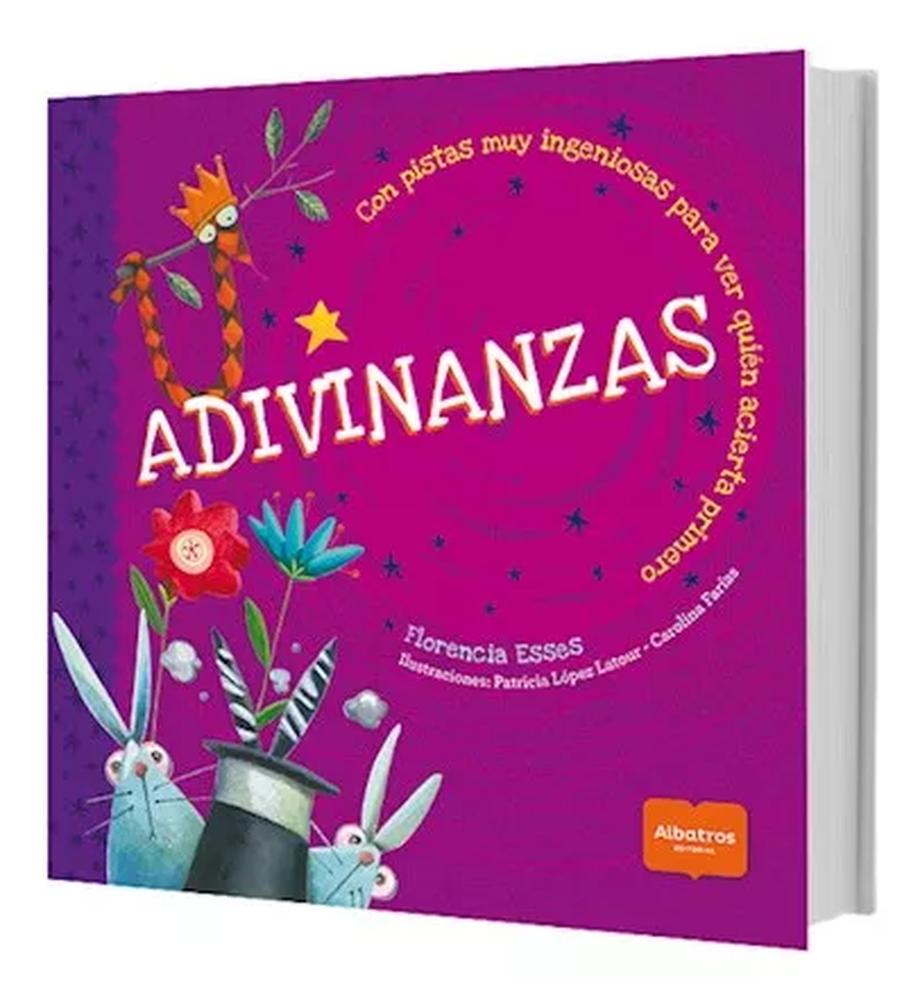 Con pistas muy ingeniosas para ver quién acierta primero
ADIVINANZAS
Florencia Esses
Ilustraciones: Patricia López Latour - Carolina Farías
Albatros
EDITORIAL